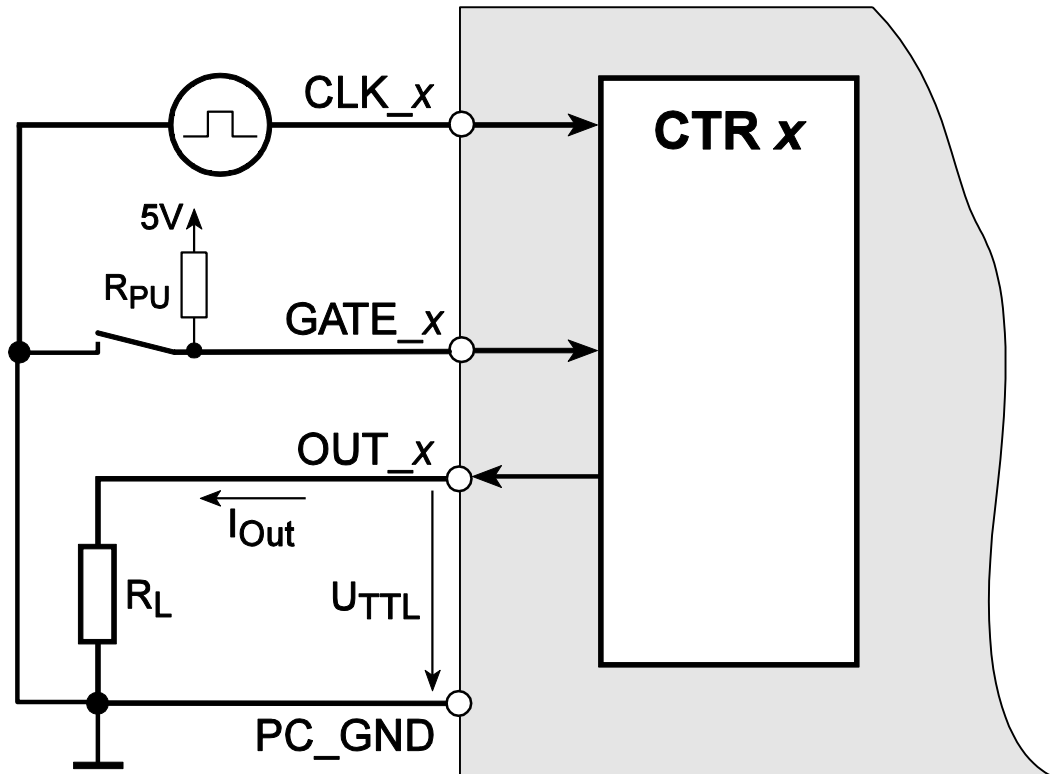 CLK_x
CTR x
5V
RPU
GATE_x
OUT_x
IOut
RL
UTTL
PC_GND